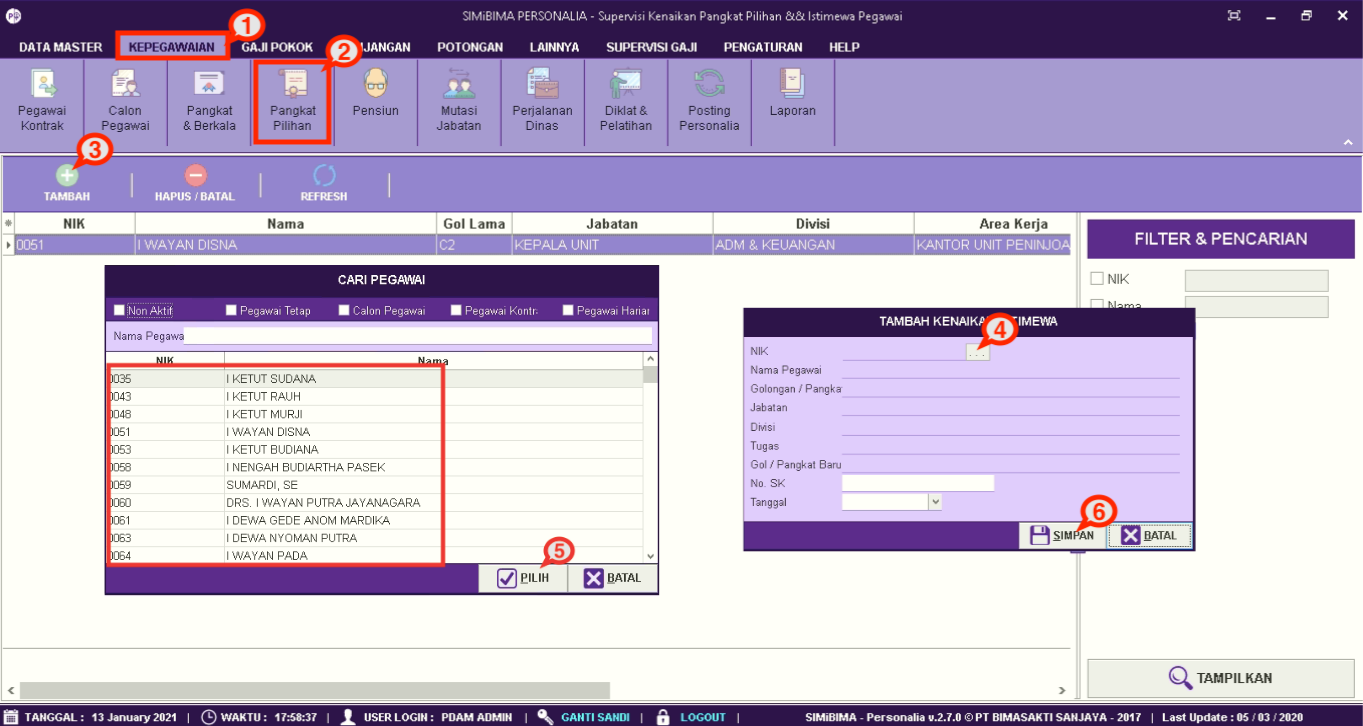 SIMiBIMA PERSONALIA - Supervisi Kenaikan Pangkat Pilihan && Istimewa Pegawai
1
DATA MASTER KEPEGAWAIAN GAJI POKOK JANGAN POTONGAN LAINNYA SUPERVISI GAJI PENGATURAN HELP
2
Pegawai Kontrak
Calon Pegawai
Pangkat & Berkala
Pangkat Pilihan
Pensiun
Mutasi Jabatan
Perjalanan Dinas
Diklat & Pelatihan
Posting Personalia
Laporan
3
TAMBAH HAPUS / BATAL REFRESH
NIK Nama Gol Lama Jabatan Divisi Area Kerja
0051 I WAYAN DISNA C2 KEPALA UNIT ADM & KEUANGAN KANTOR UNIT PENINJOA
FILTER & PENCARIAN
NIK
Nama
CARI PEGAWAI
Non Aktif Pegawai Tetap Calon Pegawai Pegawai Kontr Pegawai Harian
Nama Pegawa
NIK Nama
0035 I KETUT SUDANA
0043 I KETUT RAUH
0048 I KETUT MURJI
0051 I WAYAN DISNA
0053 I KETUT BUDIANA
0058 I NENGAH BUDIARTHA PASEK
0059 SUMARDI, SE
0060 DRS. I WAYAN PUTRA JAYANAGARA
0061 I DEWA GEDE ANOM MARDIKA
0063 I DEWA NYOMAN PUTRA
0064 I WAYAN PADA
5
PILIH BATAL
TAMBAH KENAIKA TIMEWA
4
NIK ...
Nama Pegawai
Golongan / Pangka
Jabatan
Divisi
Tugas
Gol / Pangkat Baru
No. SK
Tanggal
6
SIMPAN BATAL
TAMPILKAN
TANGGAL : 13 January 2021 | WAKTU : 17:58:37 | USER LOGIN : PDAM ADMIN | GANTI SANDI | LOGOUT | SIMiBIMA - Personalia v.2.7.0 © PT BIMASAKTI SANJAYA - 2017 | Last Update : 05 / 03 / 2020